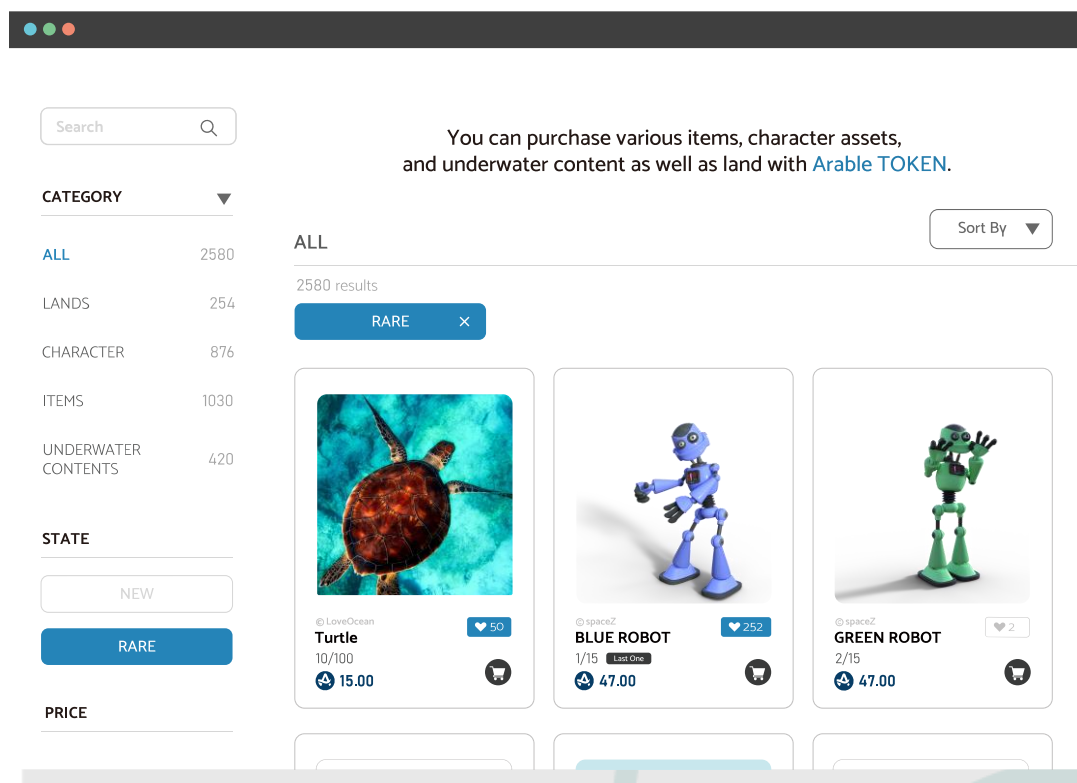 Search
You can purchase various items, character assets,
and underwater content as well as land with Arable TOKEN.
CATEGORY
ALL 2580
LANDS 254
CHARACTER 876
ITEMS 1030
UNDERWATER
CONTENTS 420
STATE
NEW
RARE
PRICE
ALL
Sort By
2580 results
RARE ×
© LoveOcean
Turtle
50
10/100
15.00
© spaceZ
BLUE ROBOT
252
1/15 Last One
47.00
© spaceZ
GREEN ROBOT
2
2/15
47.00